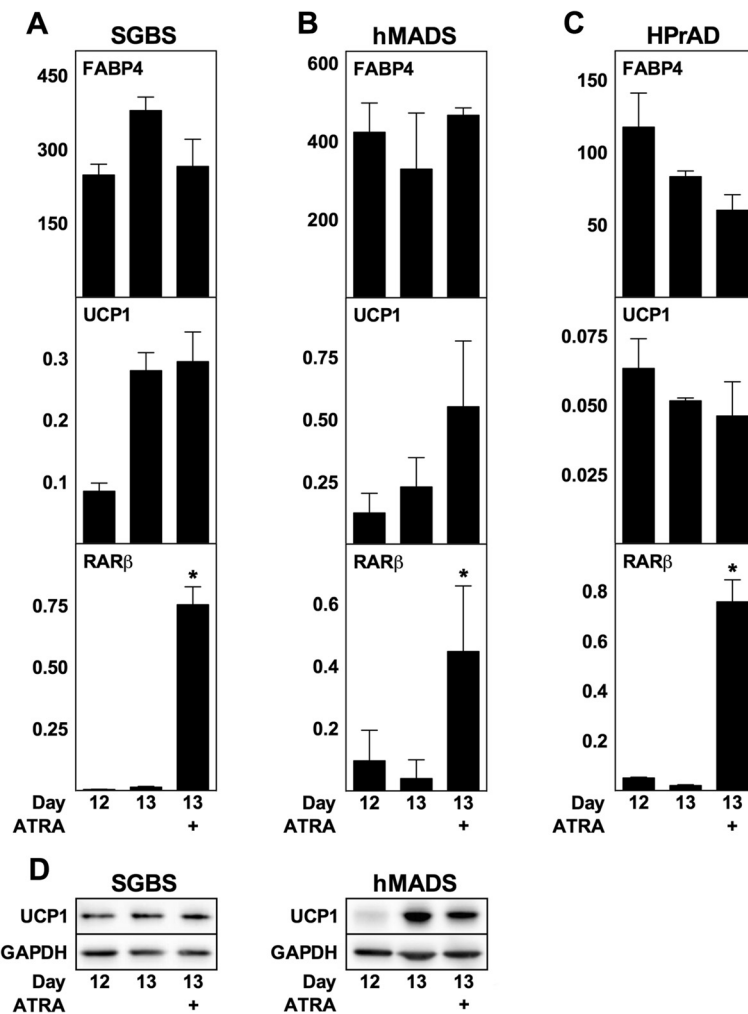 A
SGBS
FABP4
450
300
150
UCP1
0.3
0.2
0.1
RARβ
*
0.75
0.50
0.25
Day 12 13 13
ATRA +
B
hMADS
FABP4
600
400
200
UCP1
0.75
0.50
0.25
RARβ
*
0.6
0.4
0.2
Day 12 13 13
ATRA +
C
HPrAD
FABP4
150
100
50
UCP1
0.075
0.050
0.025
RARβ
*
0.8
0.6
0.4
0.2
Day 12 13 13
ATRA +
D
SGBS
UCP1
GAPDH
Day 12 13 13
ATRA +
hMADS
UCP1
GAPDH
Day 12 13 13
ATRA +